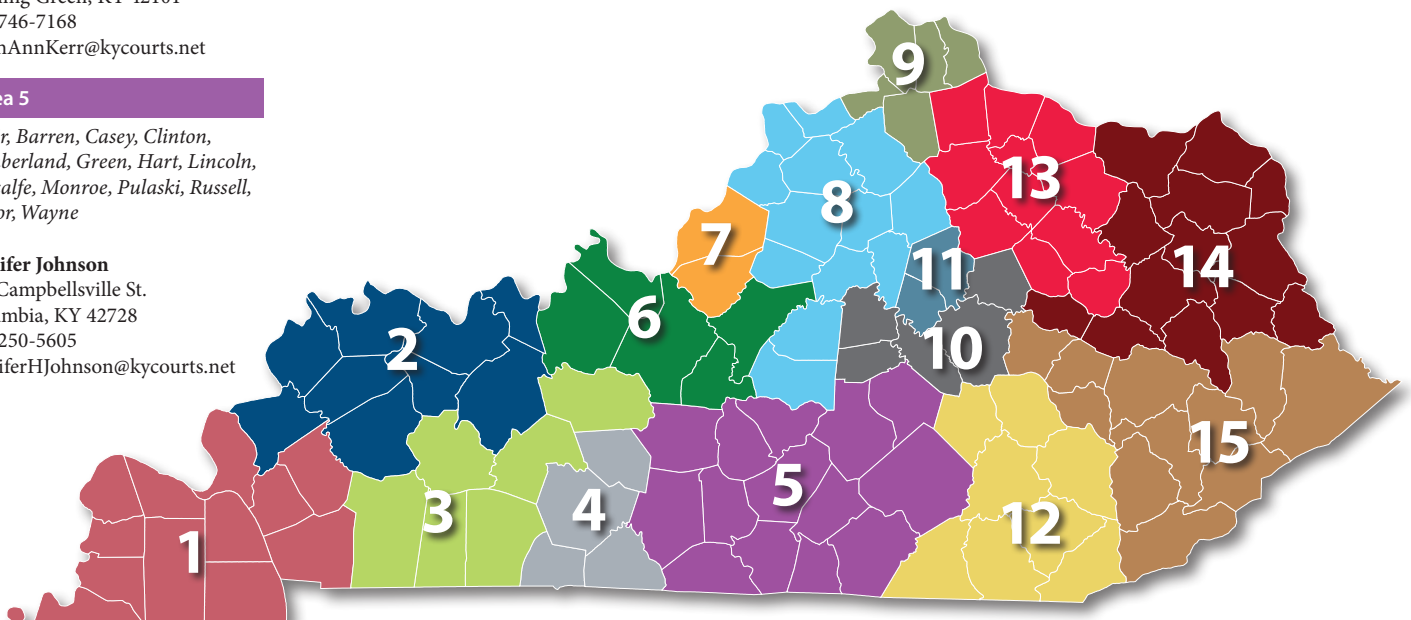 ing Green, KY 42101
746-7168
nAnnKerr@kycourts.net
ea 5
r, Barren, Casey, Clinton,
berland, Green, Hart, Lincoln,
calfe, Monroe, Pulaski, Russell,
or, Wayne
ifer Johnson
Campbellsville St.
mbia, KY 42728
250-5605
iferHJohnson@kycourts.net
9
13
8
7
14
11
6
2
10
15
5
3
4
12
1